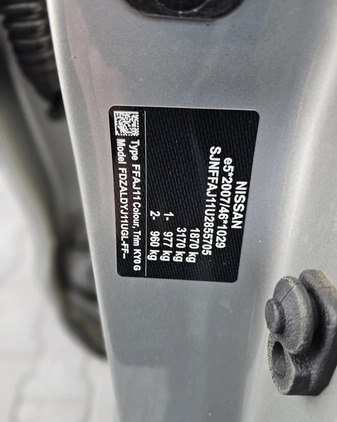 NISSAN
e5*2007/46*1029
SJNFFAJ11U2855705
1870 kg
3170 kg
1- 977 kg
2- 960 kg
Type FFAJ11 Colour, Trim KY0 G
Model FDZALDYJ11UGL-FF--